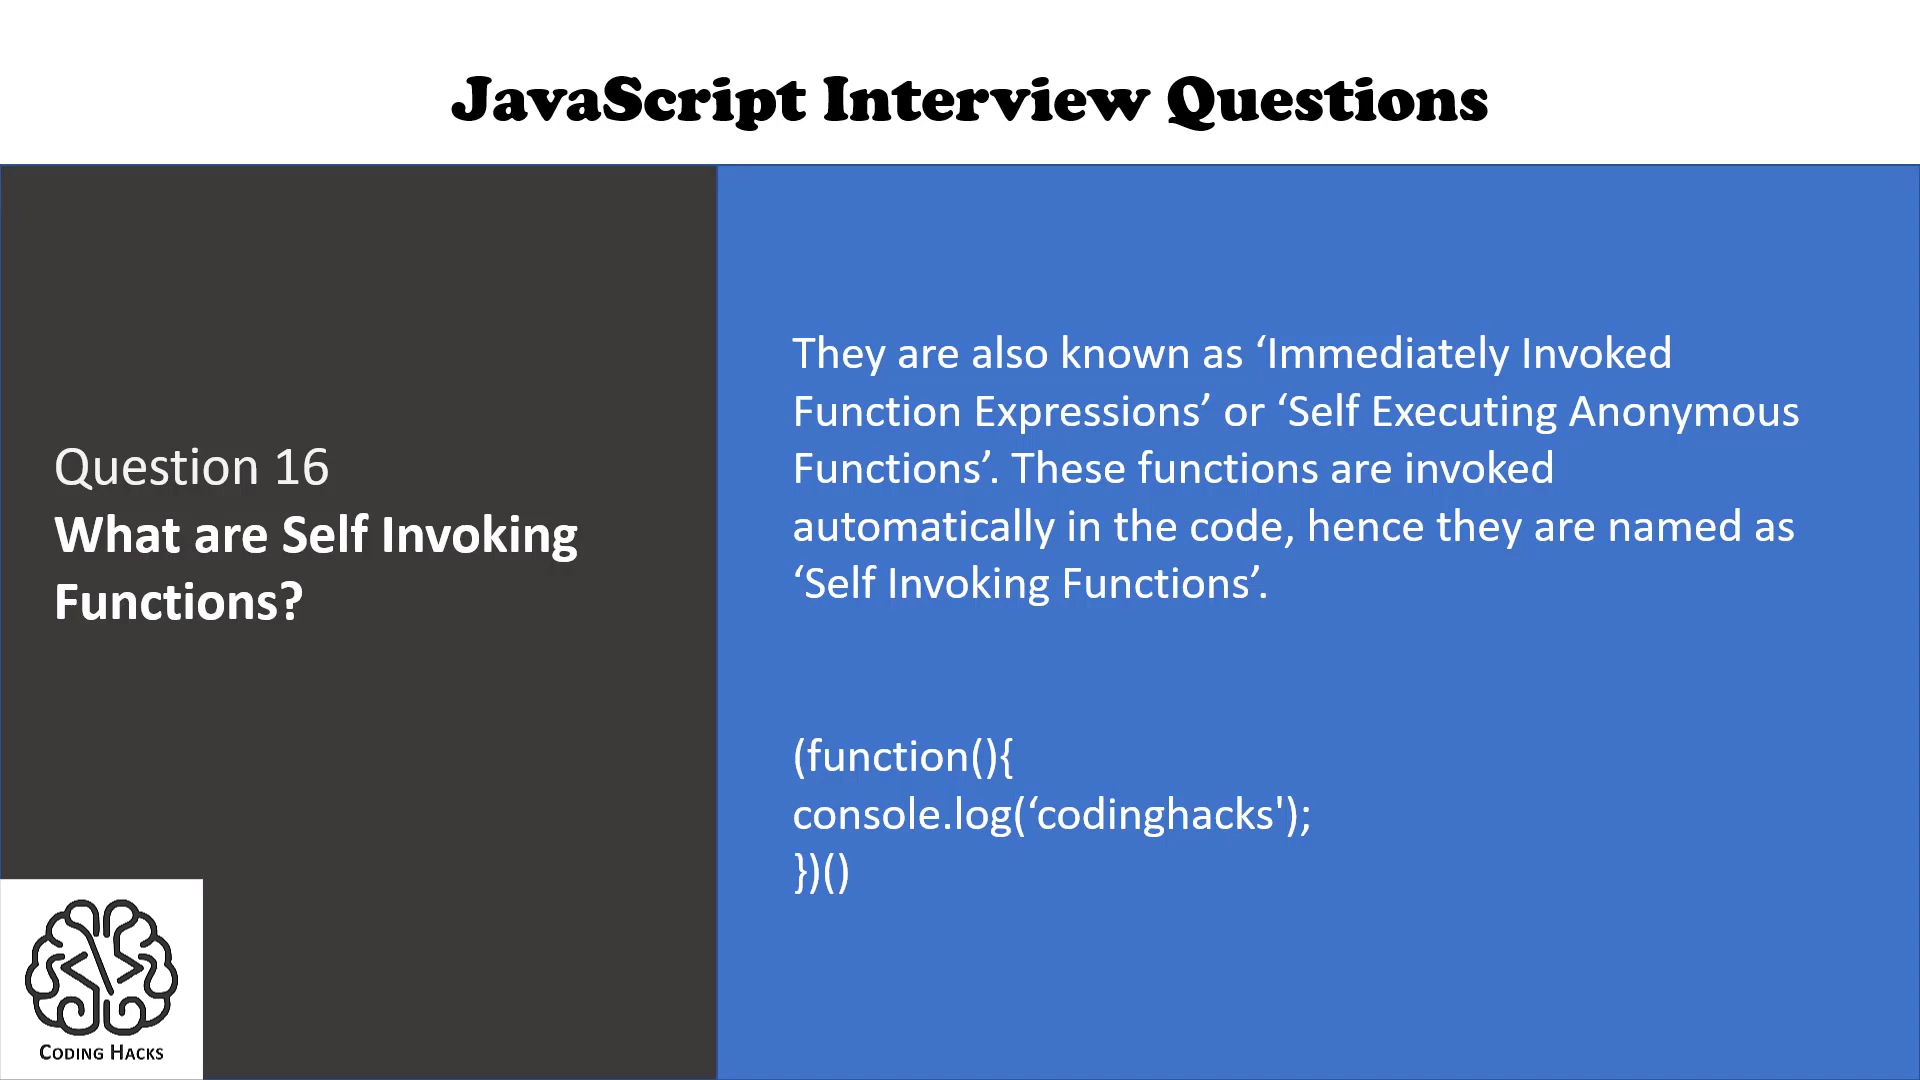 JavaScript Interview Questions
Question 16
What are Self Invoking
Functions?
They are also known as ‘Immediately Invoked
Function Expressions’ or ‘Self Executing Anonymous
Functions’. These functions are invoked
automatically in the code, hence they are named as
‘Self Invoking Functions’.
(function(){
console.log(‘codinghacks');
})()
CODING HACKS